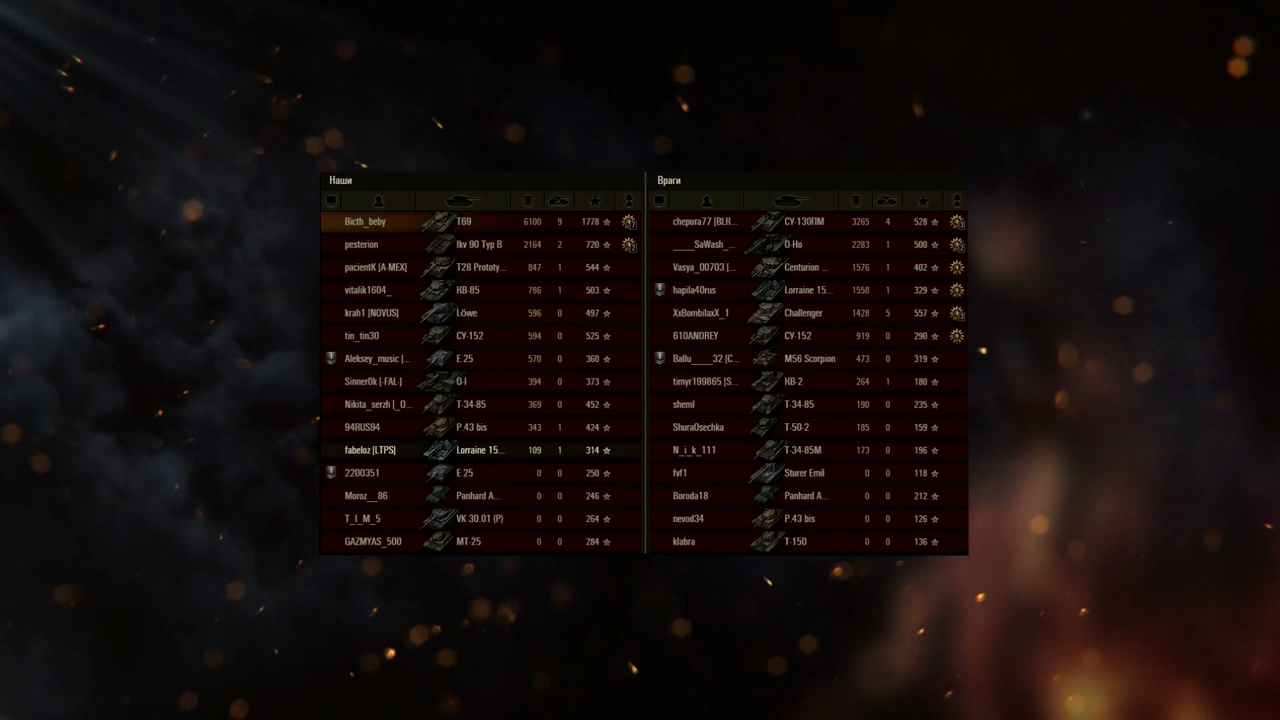 Наши
Bicth_beby T69 6100 9 1778
pesterion Ikv 90 Typ B 2164 2 720
pacientK [A-MEX] T28 Prototy... 847 1 544
vitalik1604_ КВ-85 786 1 503
krah1 [NOVUS] Löwe 596 0 497
tin_tin30 СУ-152 594 0 525
Aleksey_music [... E 25 570 0 360
Sinner0k [-FAL-] O-I 394 0 373
Nikita_serzh [_O... Т-34-85 369 0 452
94RUS94 P.43 bis 343 1 424
fabeloz [LTPS] Lorraine 15... 109 1 314
2200351 E 25 0 0 250
Moroz__86 Panhard A... 0 0 246
T_I_M_5 VK 30.01 (P) 0 0 264
GAZMYAS_500 МТ-25 0 0 284
Враги
chepura77 [BLR... СУ-130ПМ 3265 4 528
____SaWash_... O-Ho 2283 1 500
Vasya_00703 [... Centurion ... 1576 1 402
hapila40rus Lorraine 15... 1558 1 329
XxBombilaxX_1 Challenger 1428 5 557
610ANDREY СУ-152 919 0 290
Ballu____32 [C... M56 Scorpion 473 0 319
timyr199865 [S... КВ-2 264 1 180
sheml Т-34-85 190 0 235
ShuraOsechka Т-50-2 185 0 159
N_i_k_111 Т-34-85М 173 0 196
fvf1 Sturer Emil 0 0 118
Boroda18 Panhard A... 0 0 212
nevod34 P.43 bis 0 0 126
klabra Т-150 0 0 136